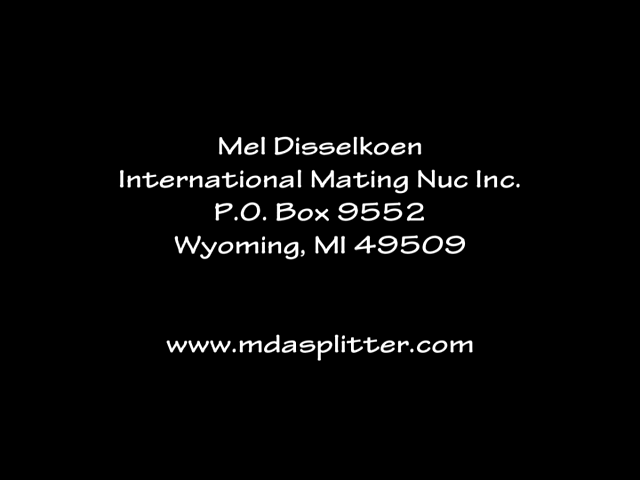 Mel Disselkoen
International Mating Nuc Inc.
P.O. Box 9552
Wyoming, MI 49509
www.mdasplitter.com